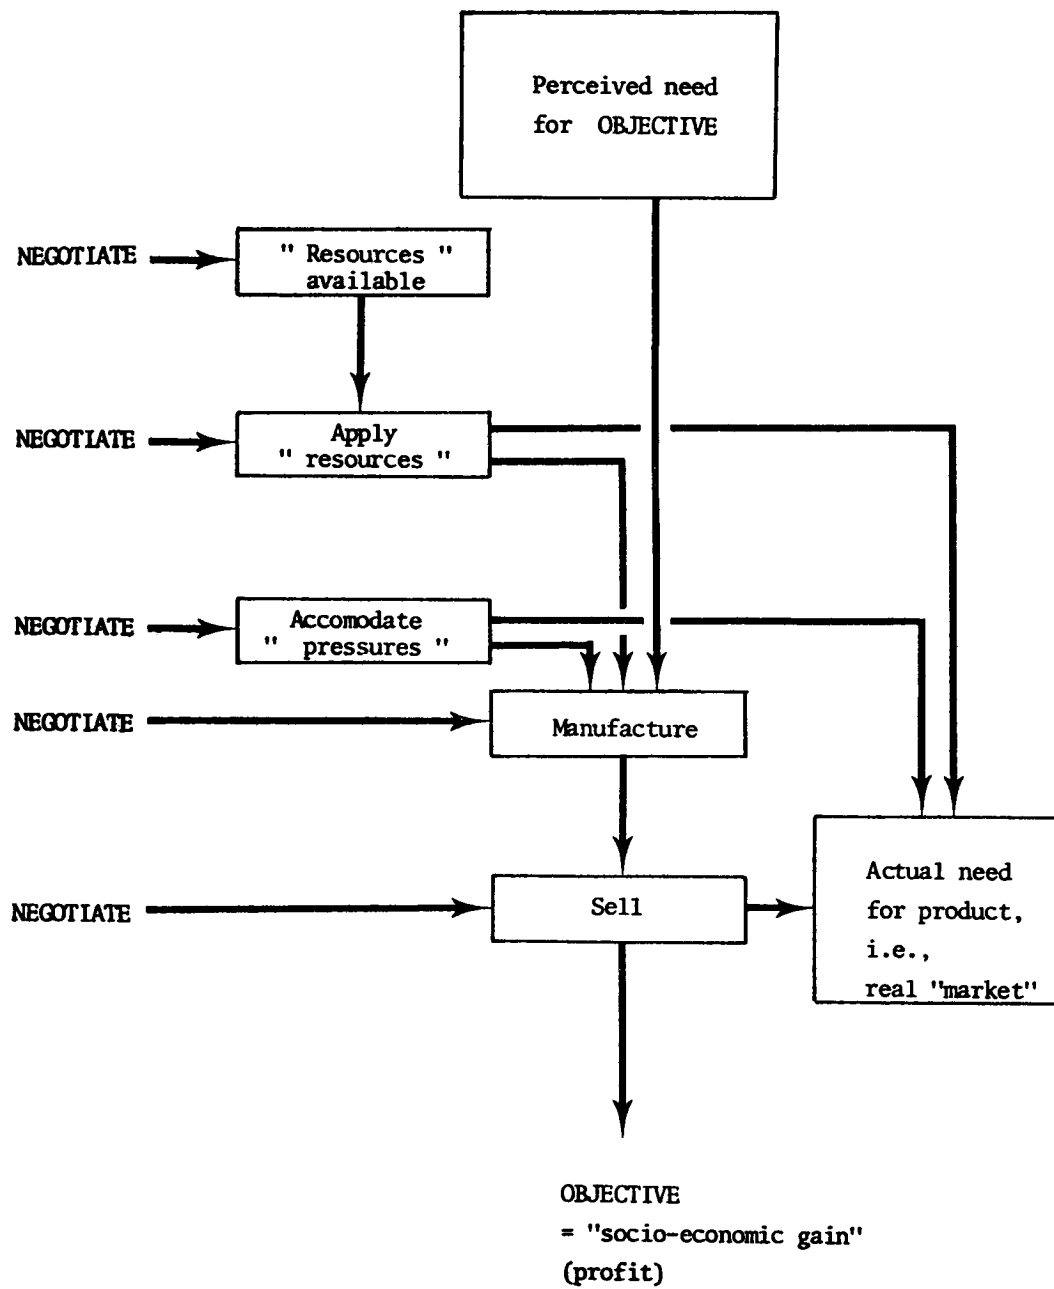 Perceived need
for OBJECTIVE
NEGOTIATE
" Resources "
available
NEGOTIATE
Apply
" resources "
NEGOTIATE
Accomodate
" pressures "
NEGOTIATE
Manufacture
NEGOTIATE
Sell
Actual need
for product,
i.e.,
real "market"
OBJECTIVE
= "socio-economic gain"
(profit)